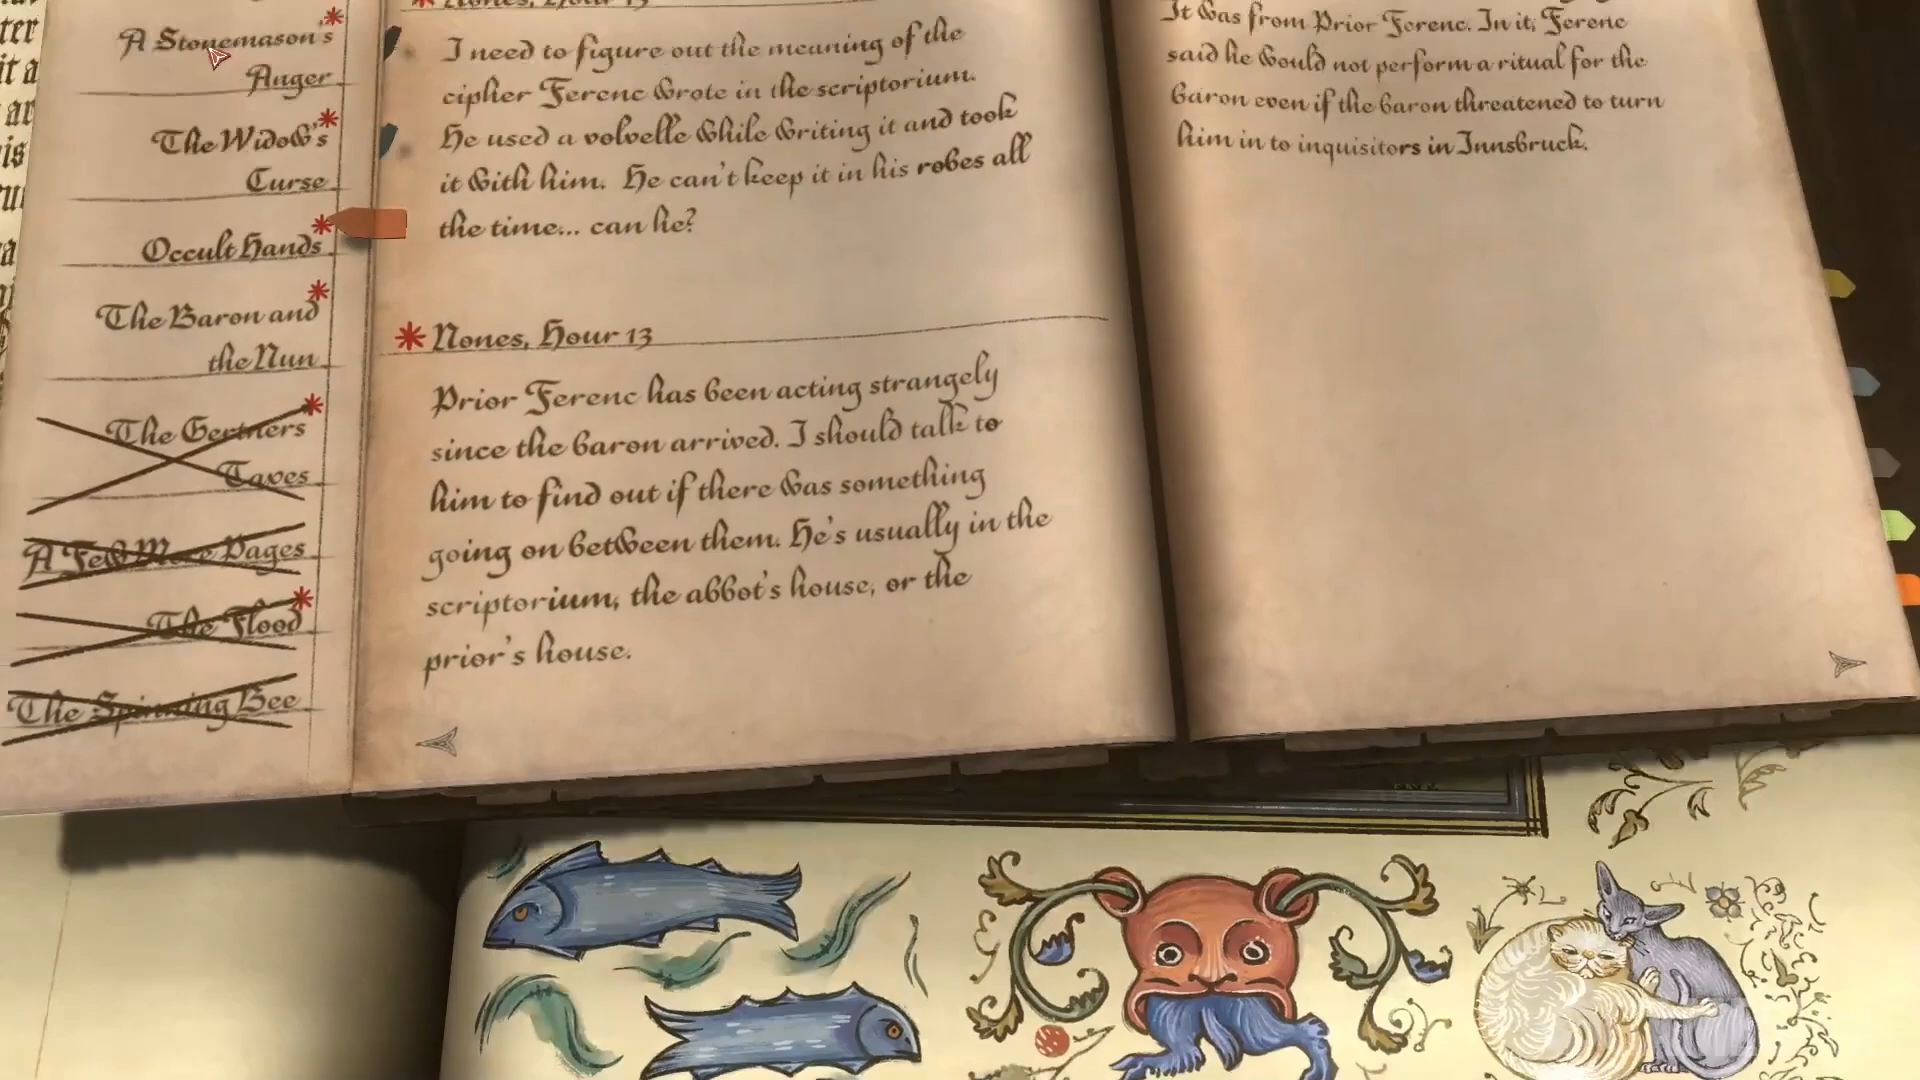 A Stonemason's
Anger
The Widow's
Curse
Occult Hands
The Baron and
the Nun
The Gertners
Taxes
A Few More Pages
The Flood
The Spinning Bee
Nones, Hour 13
I need to figure out the meaning of the
cipher Ferenc wrote in the scriptorium.
He used a volvelle while writing it and took
it with him. He can't keep it in his robes all
the time... can he?
Nones, Hour 13
Prior Ferenc has been acting strangely
since the baron arrived. I should talk to
him to find out if there was something
going on between them. He's usually in the
scriptorium, the abbot's house, or the
prior's house.
It was from Prior Ferenc. In it, Ferenc
said he would not perform a ritual for the
baron even if the baron threatened to turn
him in to inquisitors in Innsbruck.